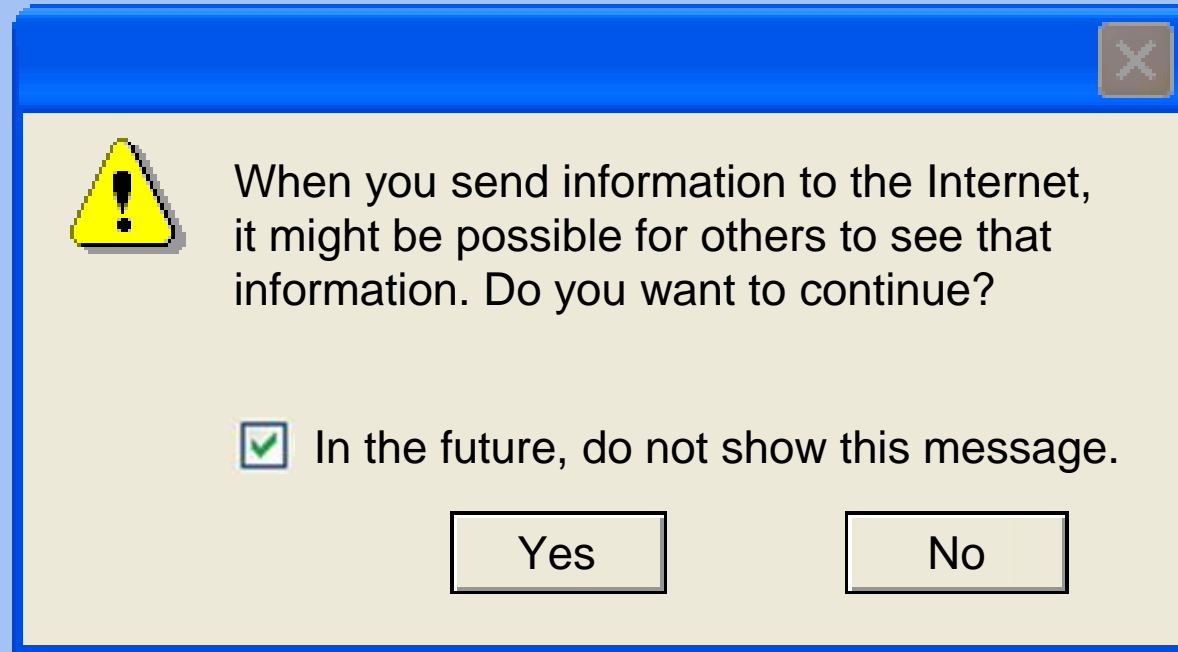 When you send information to the Internet,
it might be possible for others to see that
information. Do you want to continue?
In the future, do not show this message.
Yes No